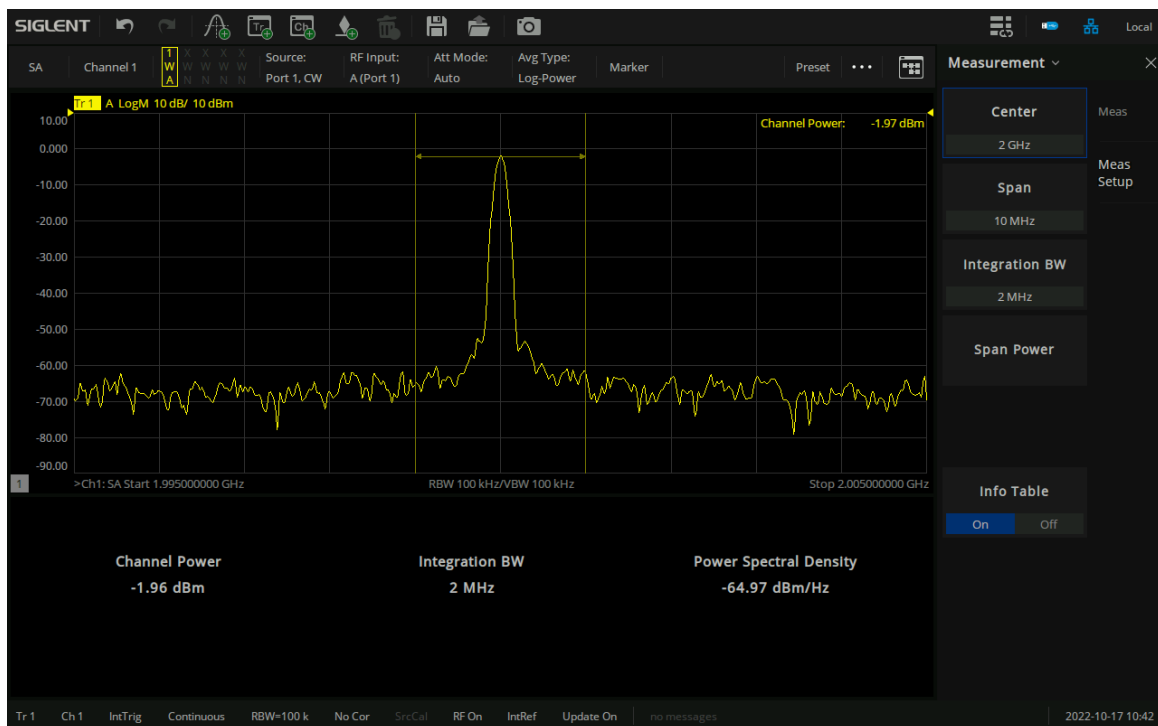 SIGLENT Tr Ch Local
SA Channel 1 1 X X X X Source: RF Input: Att Mode: Avg Type: Marker Preset ••• Measurement ×
W W W W W Port 1, CW A (Port 1) Auto Log-Power
A N N N N
Tr 1 A LogM 10 dB/ 10 dBm
Channel Power: -1.97 dBm
10.00
0.000
-10.00
-20.00
-30.00
-40.00
-50.00
-60.00
-70.00
-80.00
-90.00
1 >Ch1: SA Start 1.995000000 GHz RBW 100 kHz/VBW 100 kHz Stop 2.005000000 GHz
Channel Power Integration BW Power Spectral Density
-1.96 dBm 2 MHz -64.97 dBm/Hz
Center
2 GHz
Span
10 MHz
Integration BW
2 MHz
Span Power
Info Table
On Off
Meas
Meas
Setup
Tr 1 Ch 1 IntTrig Continuous RBW=100 k No Cor SrcCal RF On IntRef Update On no messages 2022-10-17 10:42